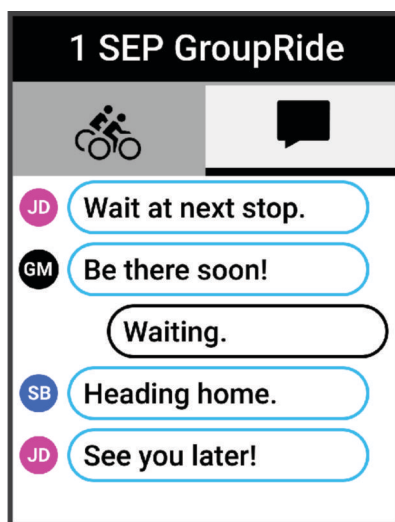 1 SEP GroupRide
JD Wait at next stop.
GM Be there soon!
Waiting.
SB Heading home.
JD See you later!